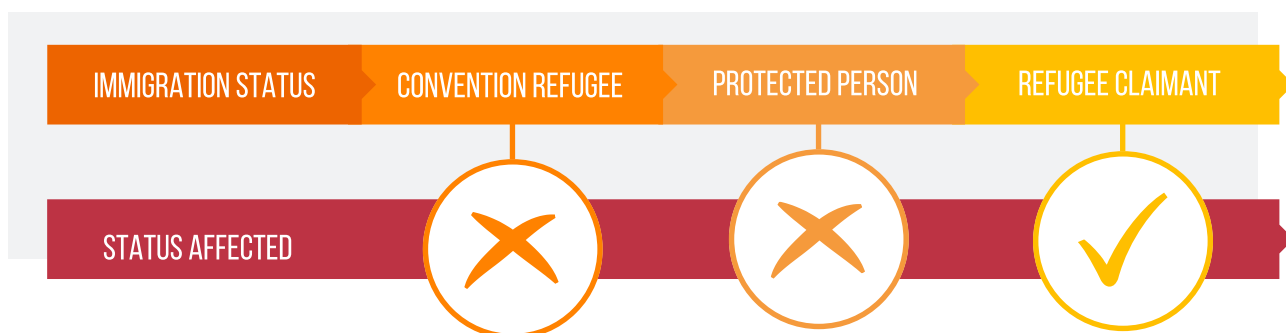 IMMIGRATION STATUS
CONVENTION REFUGEE
PROTECTED PERSON
REFUGEE CLAIMANT
STATUS AFFECTED